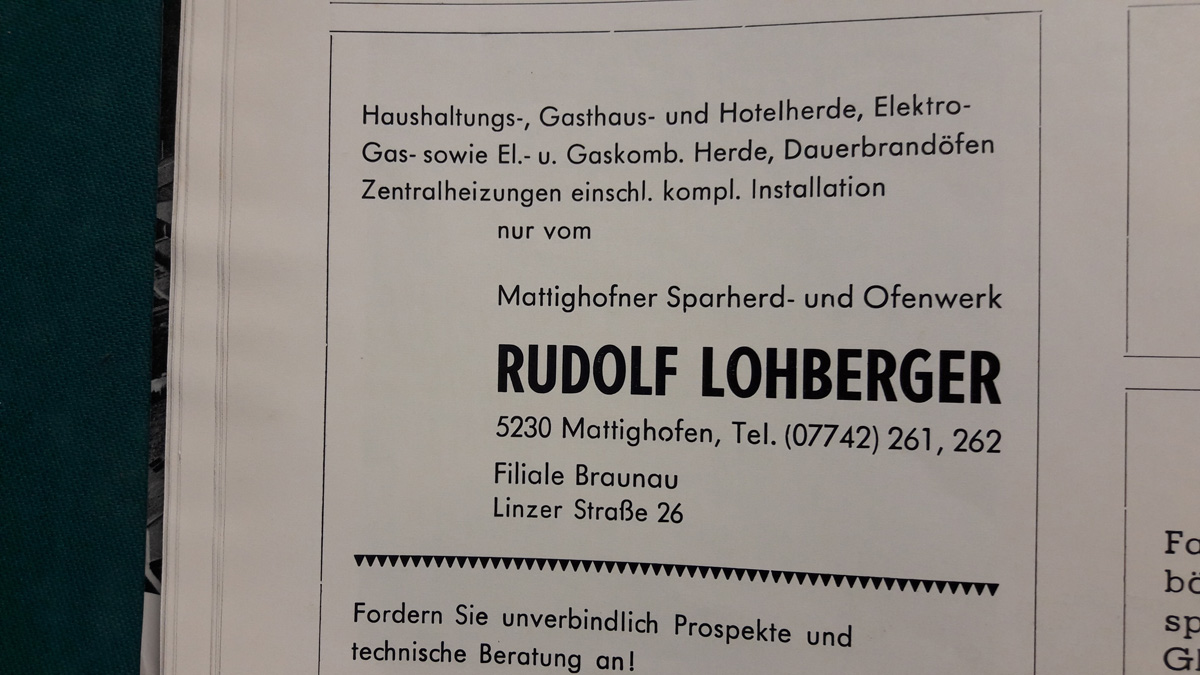 Haushaltungs-, Gasthaus- und Hotelherde, Elektro-
Gas- sowie El.- u. Gaskomb. Herde, Dauerbrandöfen
Zentralheizungen einschl. kompl. Installation
nur vom
Mattighofner Sparherd- und Ofenwerk
RUDOLF LOHBERGER
5230 Mattighofen, Tel. (07742) 261, 262
Filiale Braunau
Linzer Straße 26
Fordern Sie unverbindlich Prospekte und
technische Beratung an!